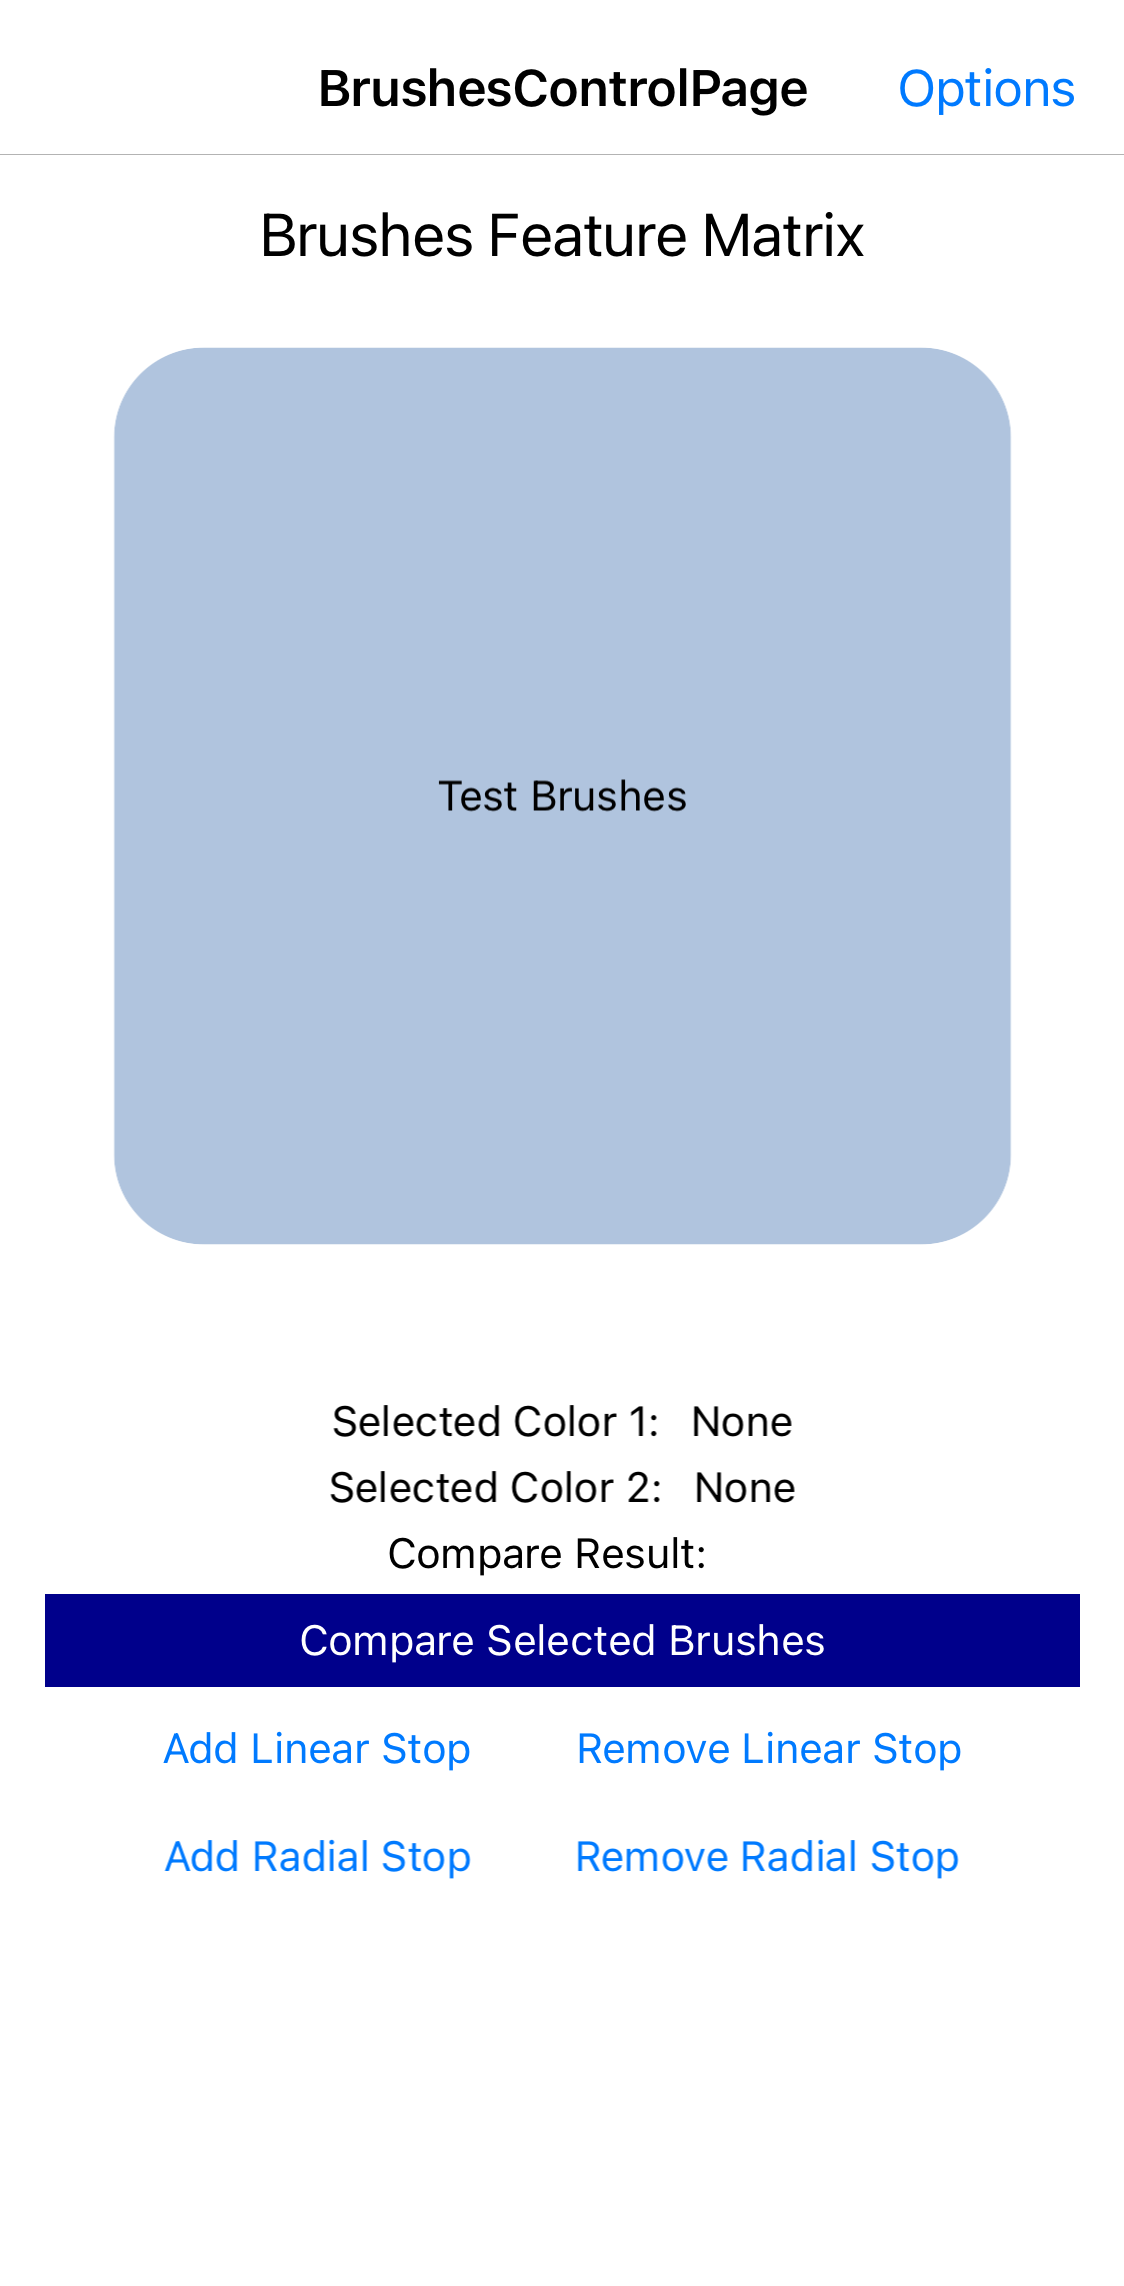 BrushesControlPage Options
Brushes Feature Matrix
Test Brushes
Selected Color 1: None
Selected Color 2: None
Compare Result:
Compare Selected Brushes
Add Linear Stop Remove Linear Stop
Add Radial Stop Remove Radial Stop